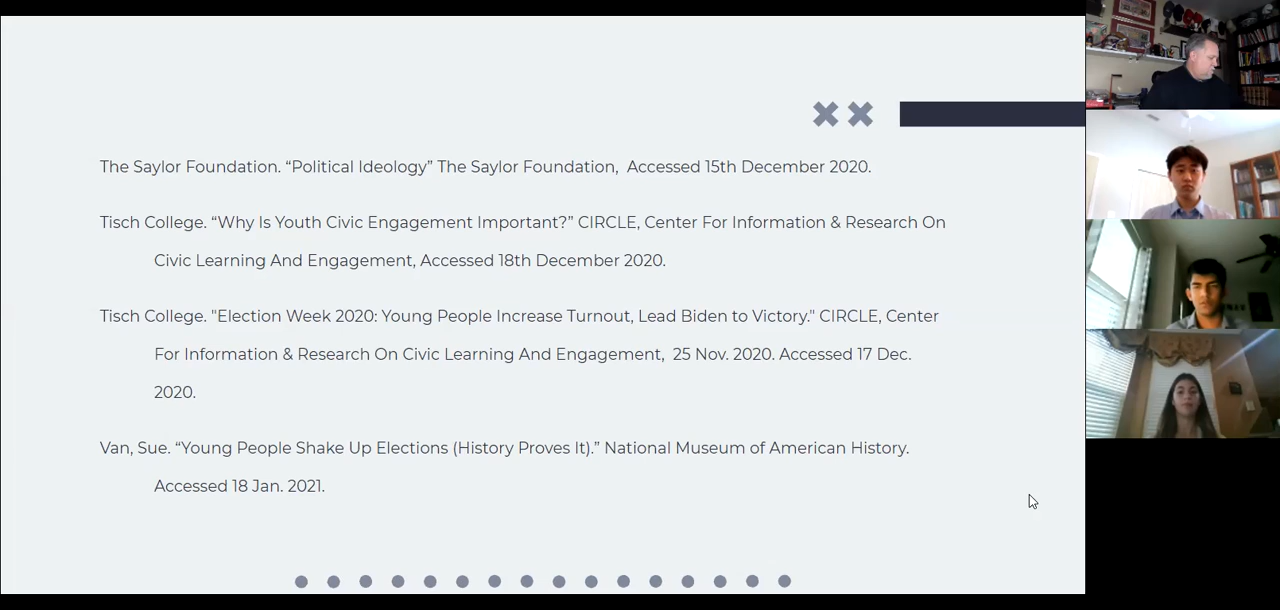 The Saylor Foundation. “Political Ideology” The Saylor Foundation,  Accessed 15th December 2020.
Tisch College. “Why Is Youth Civic Engagement Important?” CIRCLE, Center For Information & Research On
Civic Learning And Engagement, Accessed 18th December 2020.
Tisch College. "Election Week 2020: Young People Increase Turnout, Lead Biden to Victory." CIRCLE, Center
For Information & Research On Civic Learning And Engagement,  25 Nov. 2020. Accessed 17 Dec.
2020.
Van, Sue. “Young People Shake Up Elections (History Proves It).” National Museum of American History.
Accessed 18 Jan. 2021.